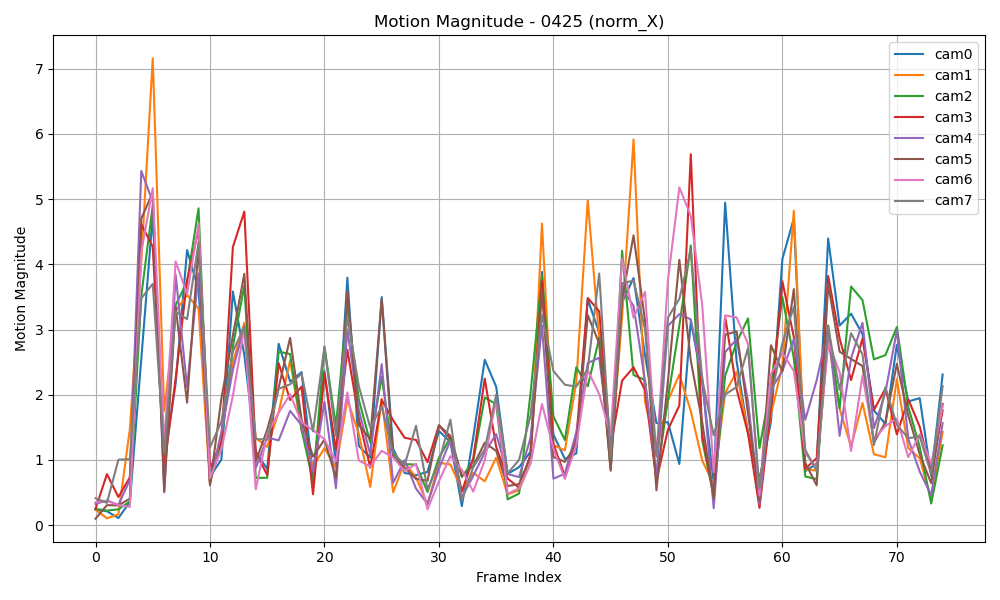 Motion Magnitude - 0425 (norm_X)
Motion Magnitude
7
6
5
4
3
2
1
0
0 10 20 30 40 50 60 70
Frame Index
cam0
cam1
cam2
cam3
cam4
cam5
cam6
cam7